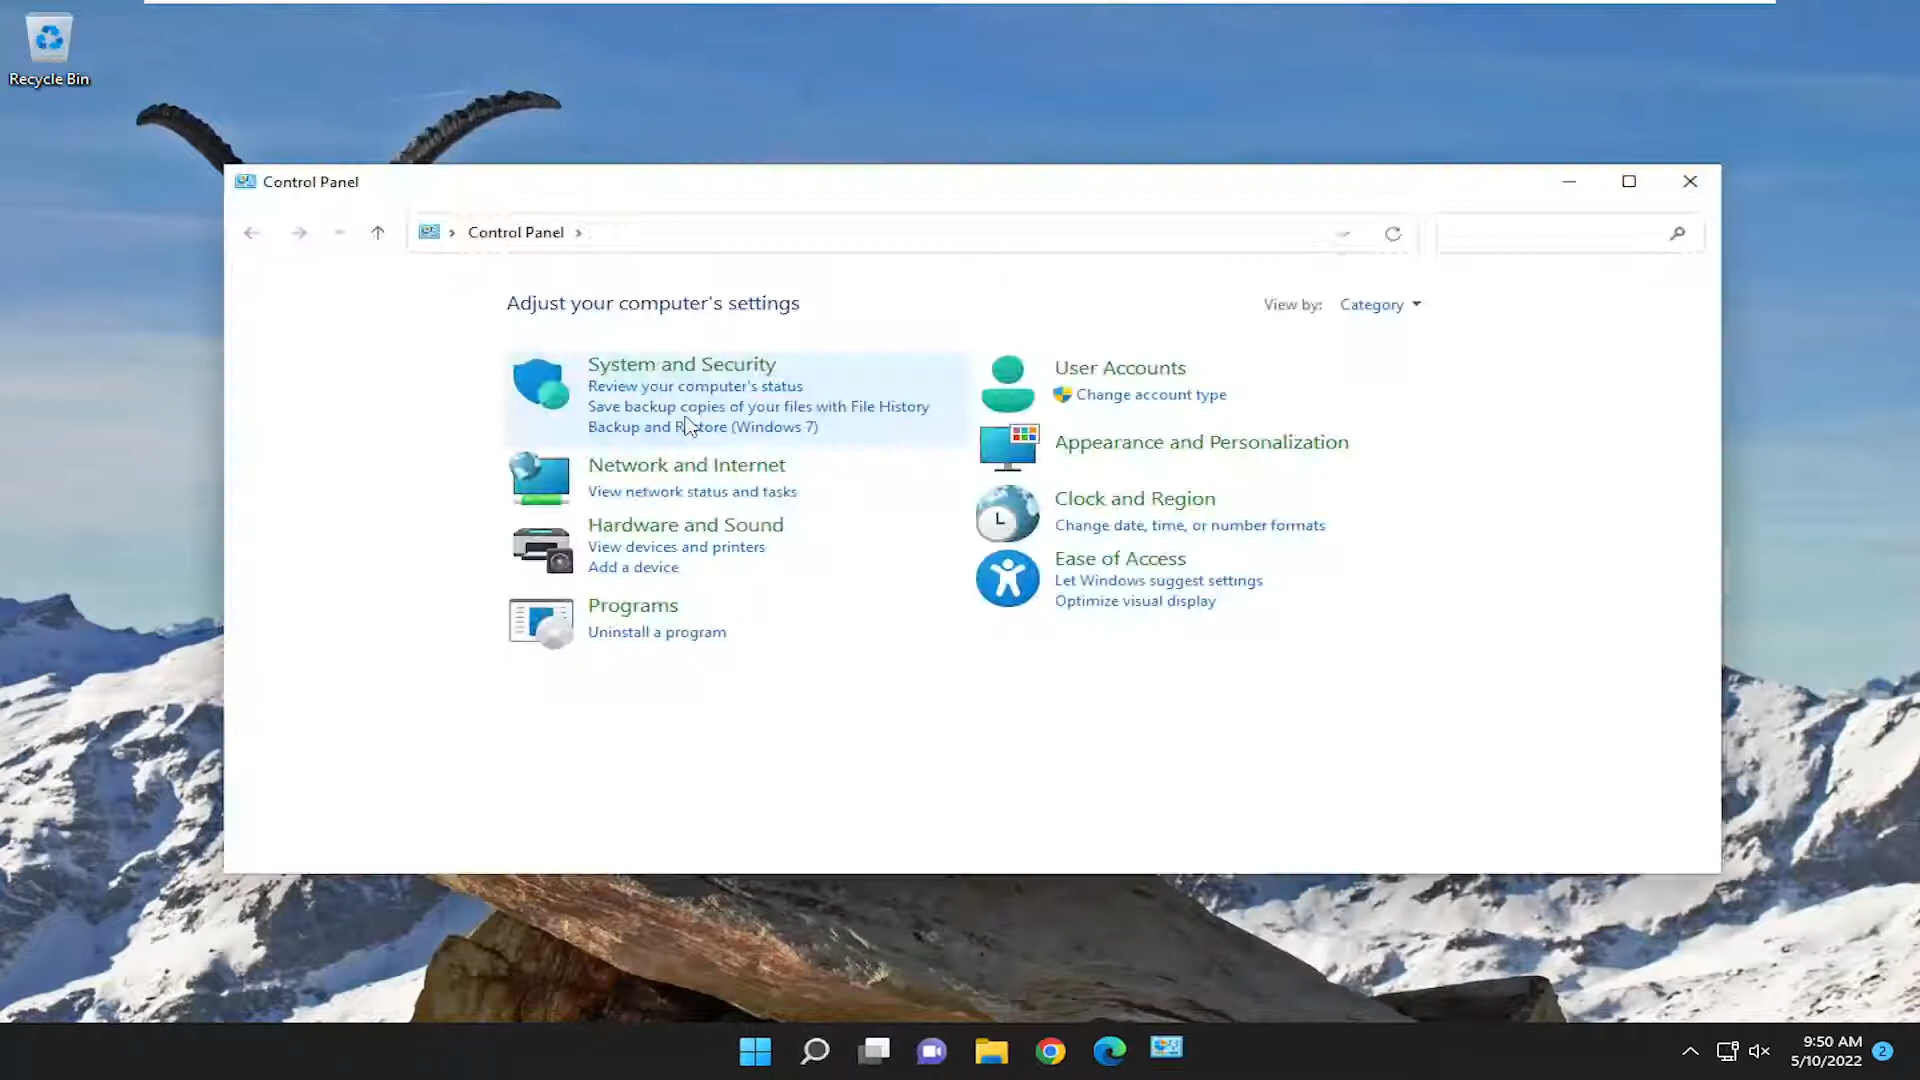 Recycle Bin
Control Panel
Control Panel
Adjust your computer's settings
View by: Category
System and Security
Review your computer's status
Save backup copies of your files with File History
Backup and Restore (Windows 7)
Network and Internet
View network status and tasks
Hardware and Sound
View devices and printers
Add a device
Programs
Uninstall a program
User Accounts
Change account type
Appearance and Personalization
Clock and Region
Change date, time, or number formats
Ease of Access
Let Windows suggest settings
Optimize visual display
9:50 AM
5/10/2022
2